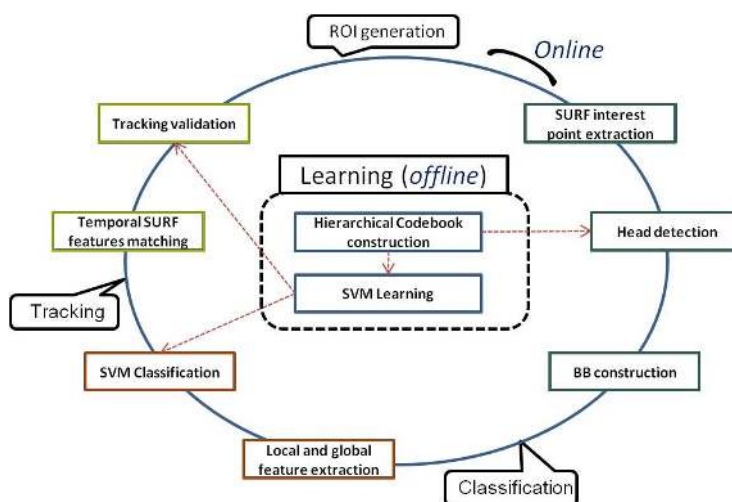 ROI generation
Online
Tracking validation
SURF interest
point extraction
Learning (offline)
Temporal SURF
features matching
Hierarchical Codebook
construction
Head detection
SVM Learning
Tracking
SVM Classification
BB construction
Local and global
feature extraction
Classification